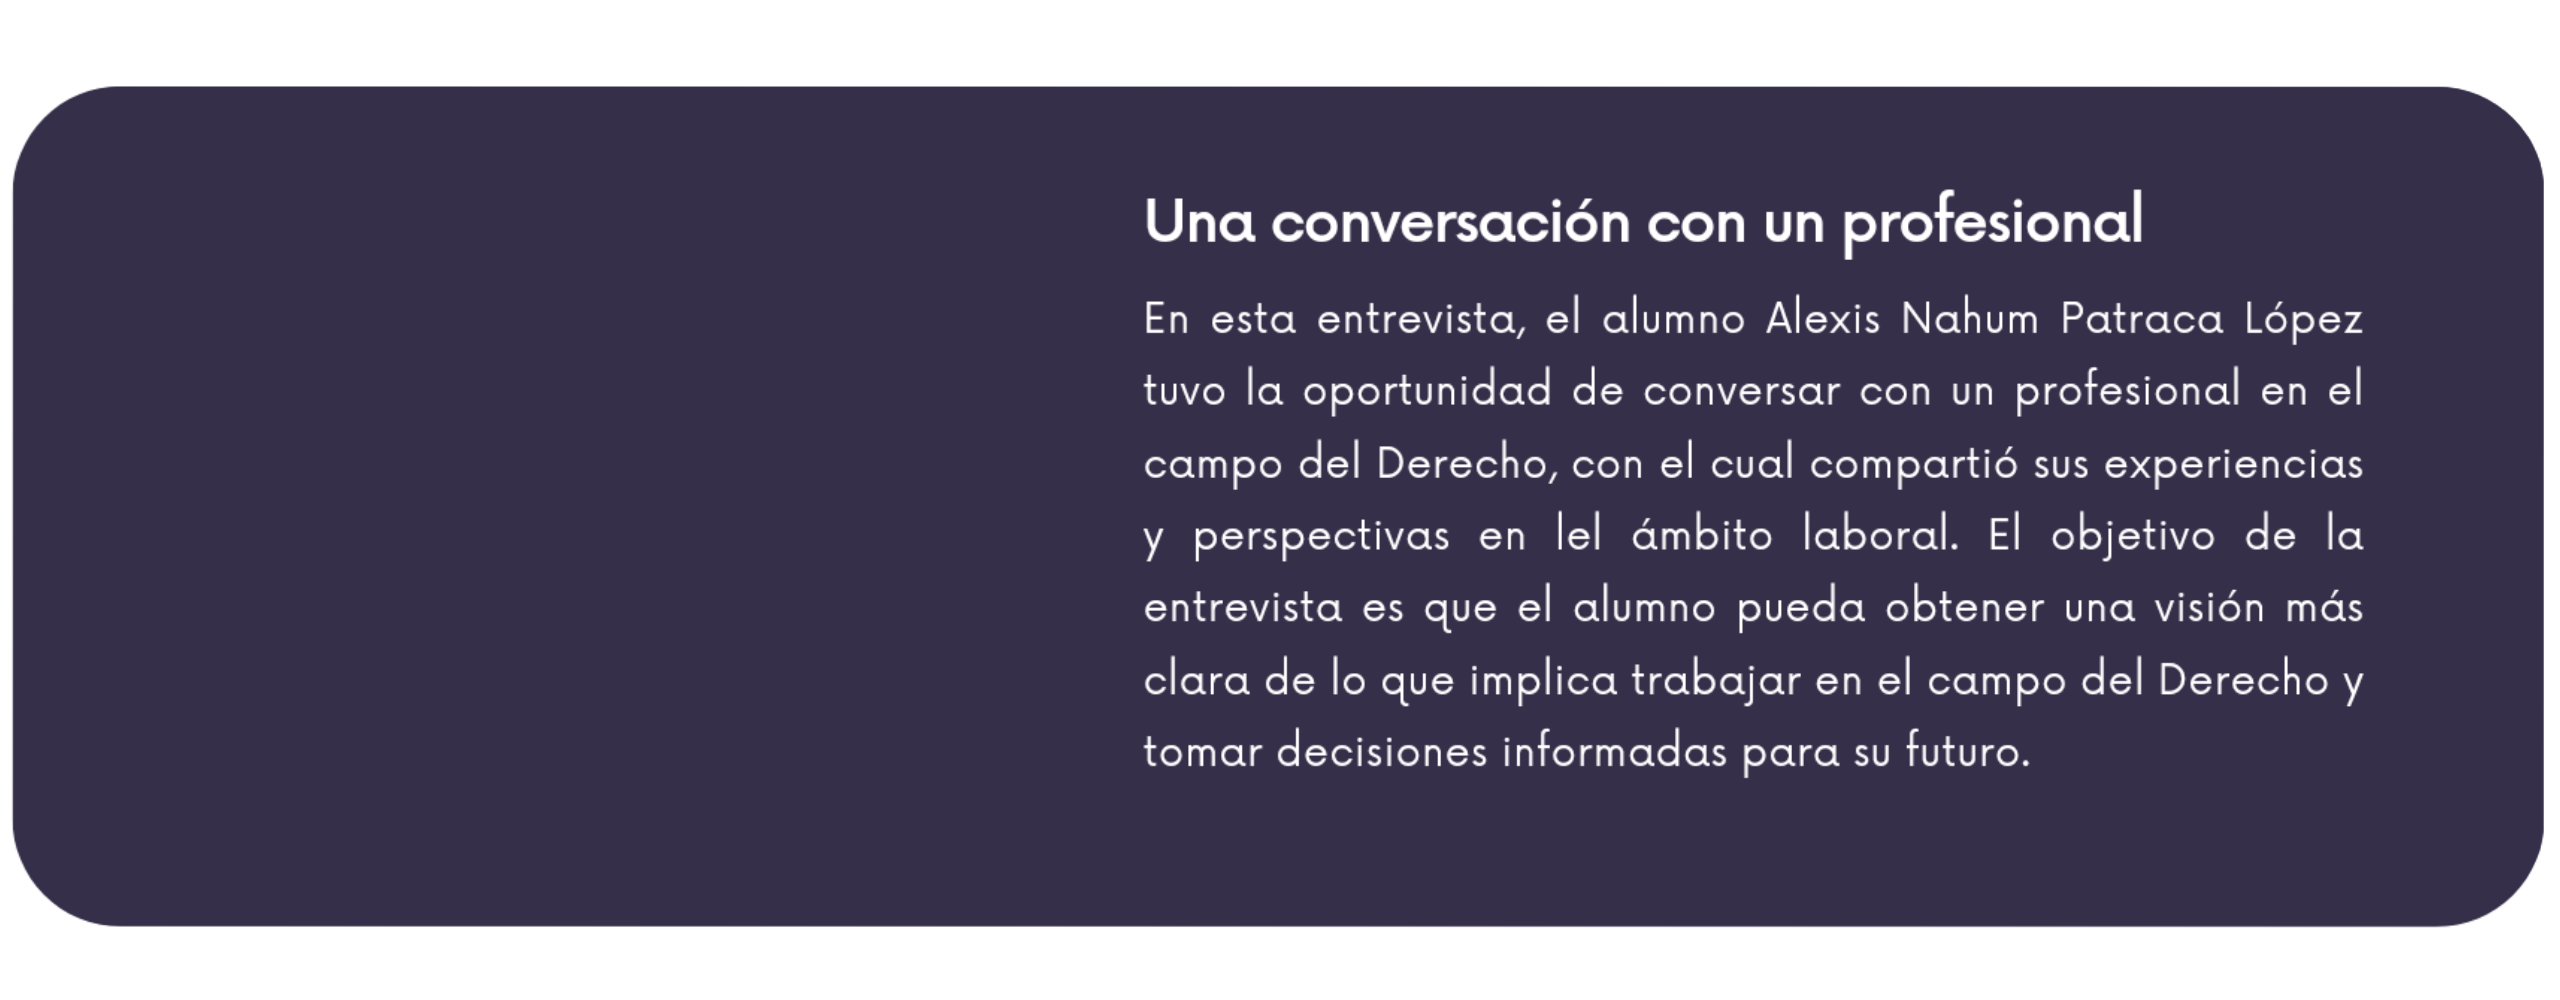 Una conversación con un profesional
En esta entrevista, el alumno Alexis Nahum Patraca López
tuvo la oportunidad de conversar con un profesional en el
campo del Derecho, con el cual compartió sus experiencias
y perspectivas en lel ámbito laboral. El objetivo de la
entrevista es que el alumno pueda obtener una visión más
clara de lo que implica trabajar en el campo del Derecho y
tomar decisiones informadas para su futuro.